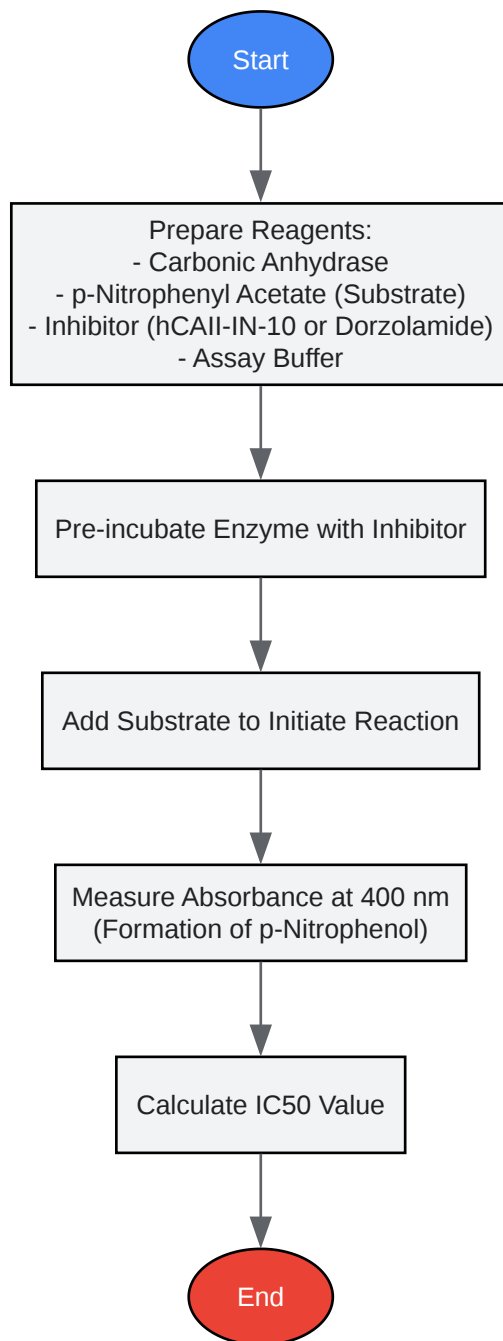 Start
Prepare Reagents:
- Carbonic Anhydrase
- p-Nitrophenyl Acetate (Substrate)
- Inhibitor (hCAII-IN-10 or Dorzolamide)
- Assay Buffer
Pre-incubate Enzyme with Inhibitor
Add Substrate to Initiate Reaction
Measure Absorbance at 400 nm
(Formation of p-Nitrophenol)
Calculate IC50 Value
End